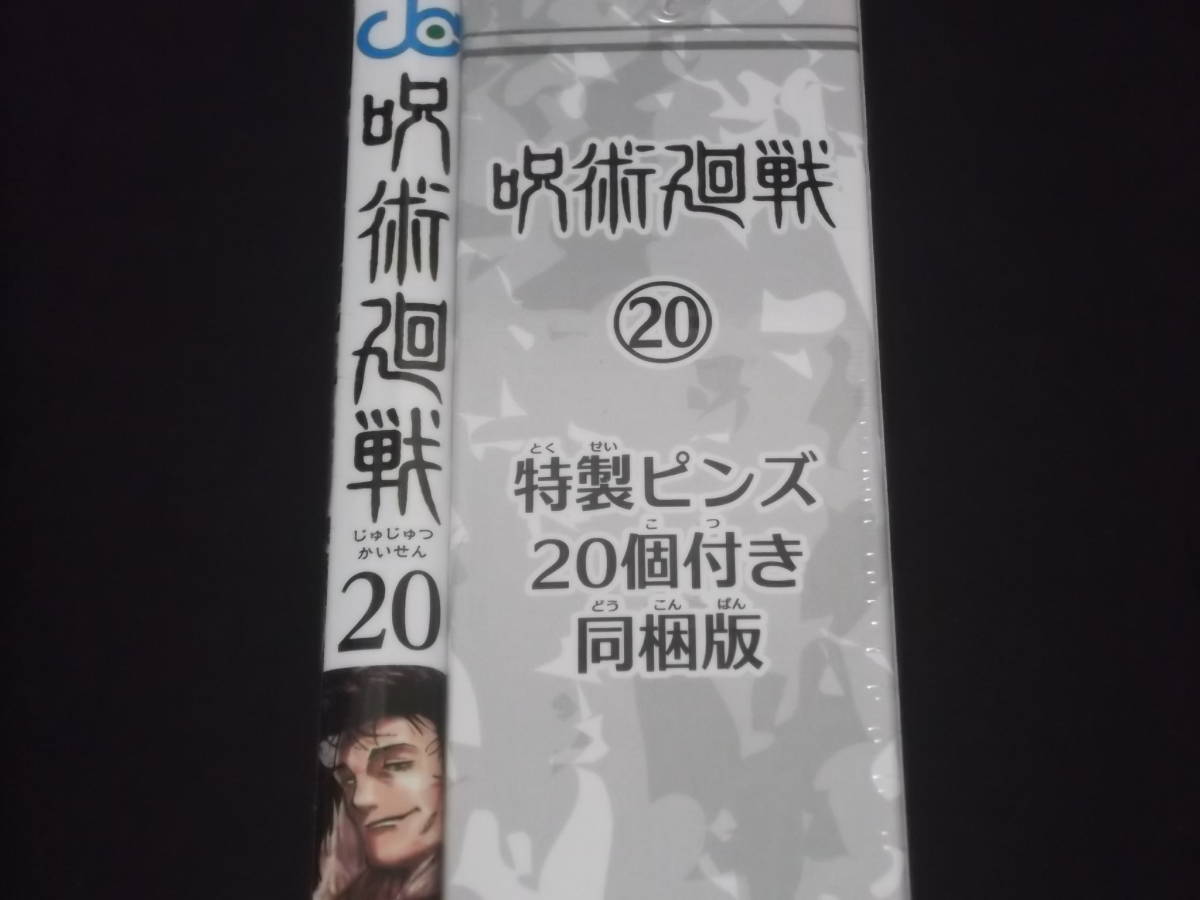 JC
呪術廻戦
じゅじゅつ
かいせん
20
呪術廻戦
⑳
とくせい
特製ピンズ
こつ
20個付き
どうこんばん
同梱版